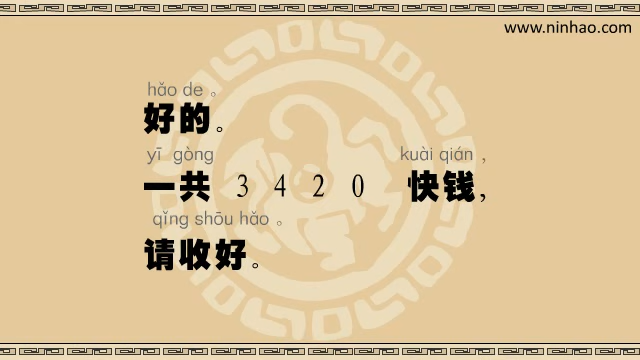 www.ninhao.com
hǎo de 。
好的。
yī gòng kuài qián ，
一共 3 4 2 0 快钱，
qǐng shōu hǎo 。
请收好。